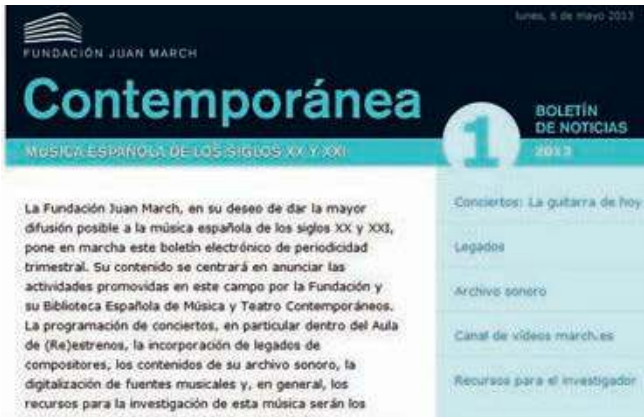 lunes, 6 de mayo 2013
FUNDACIÓN JUAN MARCH
Contemporánea
1
BOLETÍN
DE NOTICIAS
MÚSICA ESPAÑOLA DE LOS SIGLOS XX Y XXI
2013
La Fundación Juan March, en su deseo de dar la mayor
difusión posible a la música española de los siglos XX y XXI,
pone en marcha este boletín electrónico de periodicidad
trimestral. Su contenido se centrará en anunciar las
actividades promovidas en este campo por la Fundación y
su Biblioteca Española de Música y Teatro Contemporáneos.
La programación de conciertos, en particular dentro del Aula
de (Re)estrenos, la incorporación de legados de
compositores, los contenidos de su archivo sonoro, la
digitalización de fuentes musicales y, en general, los
recursos para la investigación de esta música serán los
Conciertos: La guitarra de hoy
Legados
Archivo sonoro
Canal de vídeos march.es
Recursos para el investigador